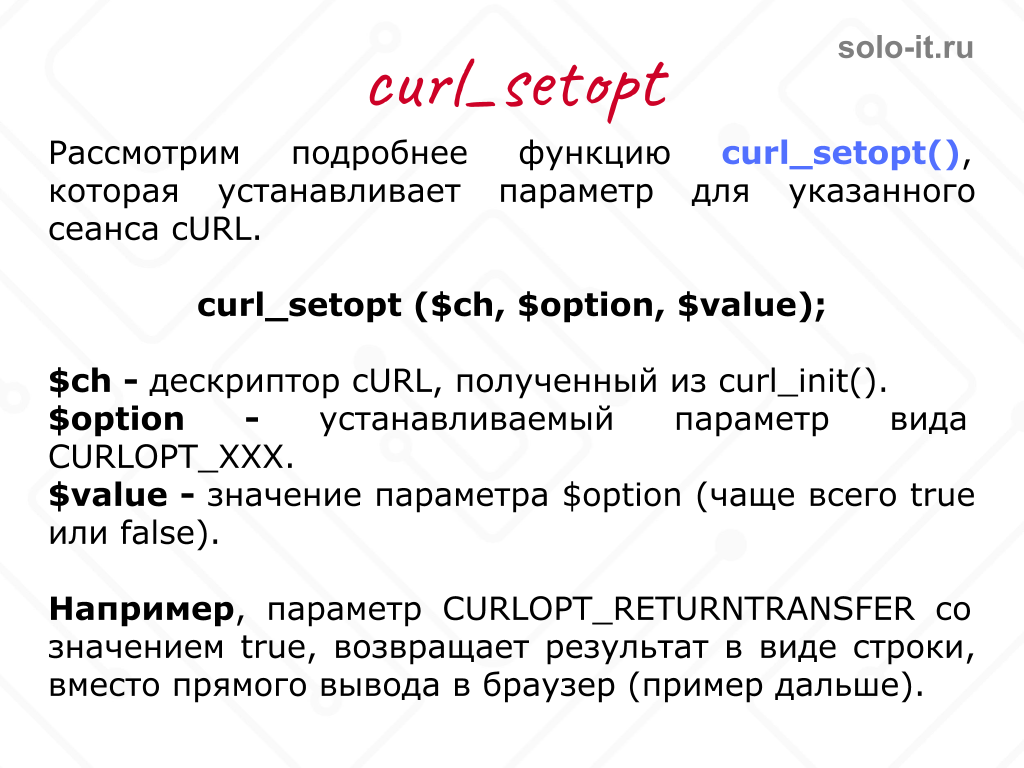 solo-it.ru
curl_setopt
Рассмотрим подробнее функцию curl_setopt(),
которая устанавливает параметр для указанного
сеанса cURL.
curl_setopt ($ch, $option, $value);
$ch - дескриптор cURL, полученный из curl_init().
$option - устанавливаемый параметр вида
CURLOPT_XXX.
$value - значение параметра $option (чаще всего true
или false).
Например, параметр CURLOPT_RETURNTRANSFER со
значением true, возвращает результат в виде строки,
вместо прямого вывода в браузер (пример дальше).